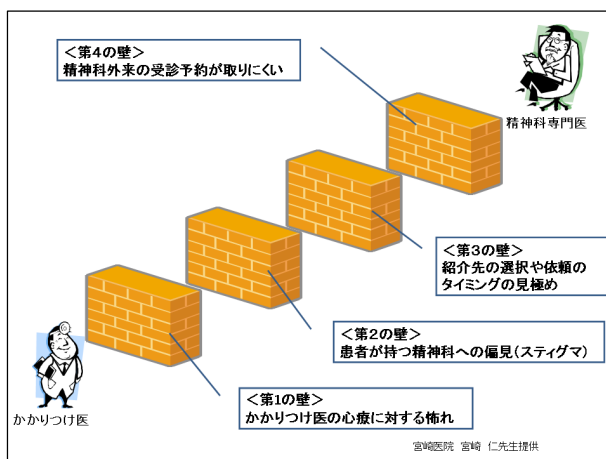 ＜第４の壁＞
精神科外来の受診予約が取りにくい
精神科専門医
＜第３の壁＞
紹介先の選択や依頼の
タイミングの見極め
＜第２の壁＞
患者が持つ精神科への偏見（スティグマ）
＜第1の壁＞
かかりつけ医の心療に対する怖れ
かかりつけ医
宮崎医院　宮崎　仁先生提供